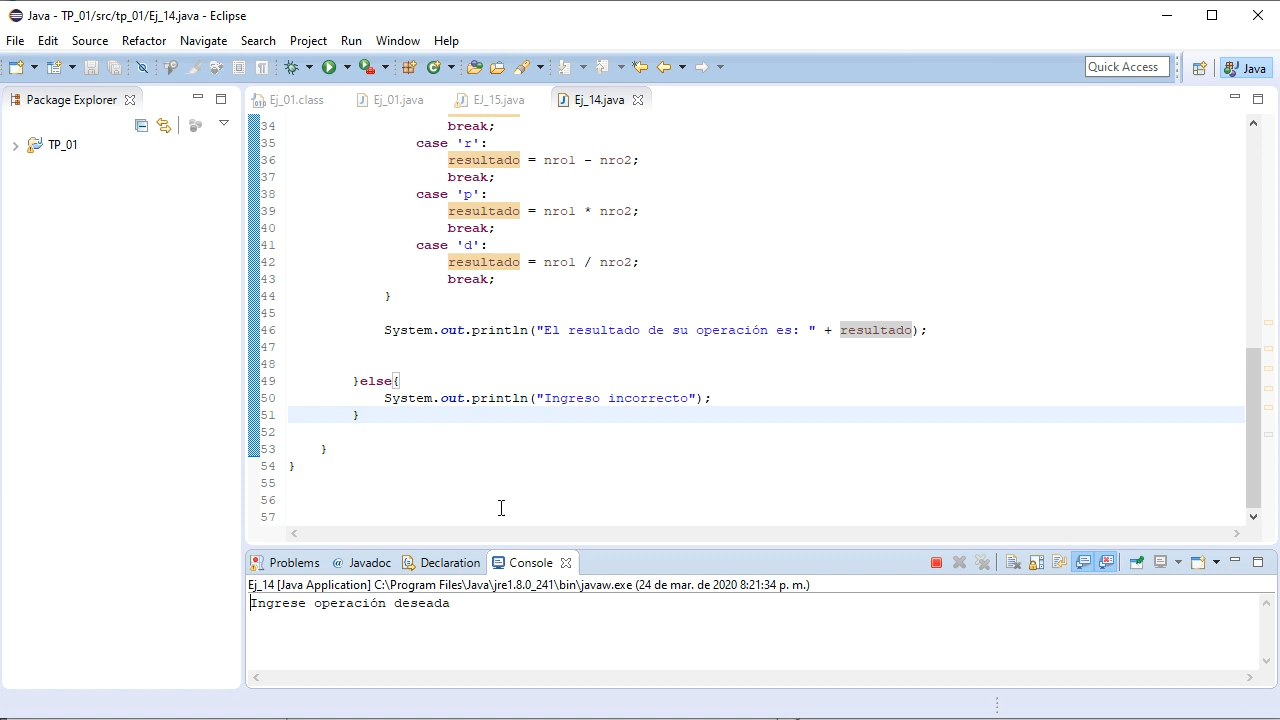 Java - TP_01/src/tp_01/Ej_14.java - Eclipse
File Edit Source Refactor Navigate Search Project Run Window Help
Quick Access
Java
Package Explorer
Ej_01.class Ej_01.java EJ_15.java Ej_14.java
TP_01
34 break;
35 case 'r':
36 resultado = nro1 - nro2;
37 break;
38 case 'p':
39 resultado = nro1 * nro2;
40 break;
41 case 'd':
42 resultado = nro1 / nro2;
43 break;
44 }
45
46 System.out.println("El resultado de su operación es: " + resultado);
47
48
49 }else{
50 System.out.println("Ingreso incorrecto");
51 }
52
53 }
54 }
55
56
57
Problems @ Javadoc Declaration Console
Ej_14 [Java Application] C:\Program Files\Java\jre1.8.0_241\bin\javaw.exe (24 de mar. de 2020 8:21:34 p. m.)
Ingrese operación deseada